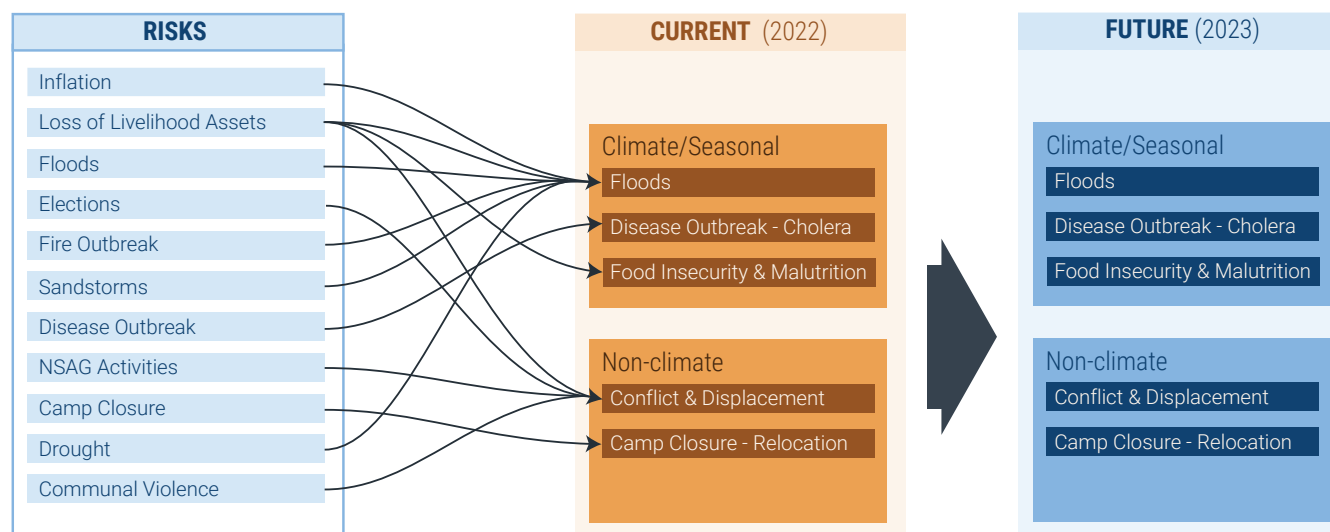 RISKS
Inflation
Loss of Livelihood Assets
Floods
Elections
Fire Outbreak
Sandstorms
Disease Outbreak
NSAG Activities
Camp Closure
Drought
Communal Violence
CURRENT (2022)
Climate/Seasonal
Floods
Disease Outbreak - Cholera
Food Insecurity & Malutrition
Non-climate
Conflict & Displacement
Camp Closure - Relocation
FUTURE (2023)
Climate/Seasonal
Floods
Disease Outbreak - Cholera
Food Insecurity & Malutrition
Non-climate
Conflict & Displacement
Camp Closure - Relocation